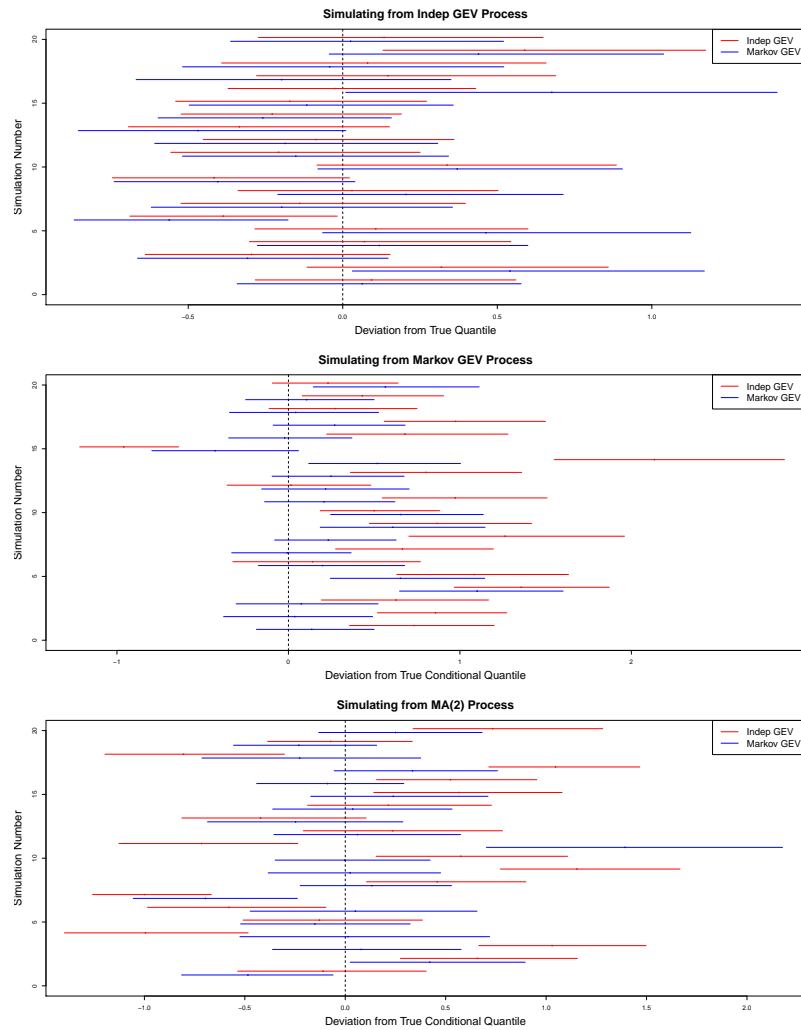 Simulating from Indep GEV Process
Indep GEV
Markov GEV
Simulation Number
20
15
10
5
0
−0.5
0.0
0.5
1.0
Deviation from True Quantile
Simulating from Markov GEV Process
Indep GEV
Markov GEV
Simulation Number
20
15
10
5
0
-1
0
1
2
Deviation from True Conditional Quantile
Simulating from MA(2) Process
Indep GEV
Markov GEV
Simulation Number
20
15
10
5
0
−1.0
−0.5
0.0
0.5
1.0
1.5
2.0
Deviation from True Conditional Quantile